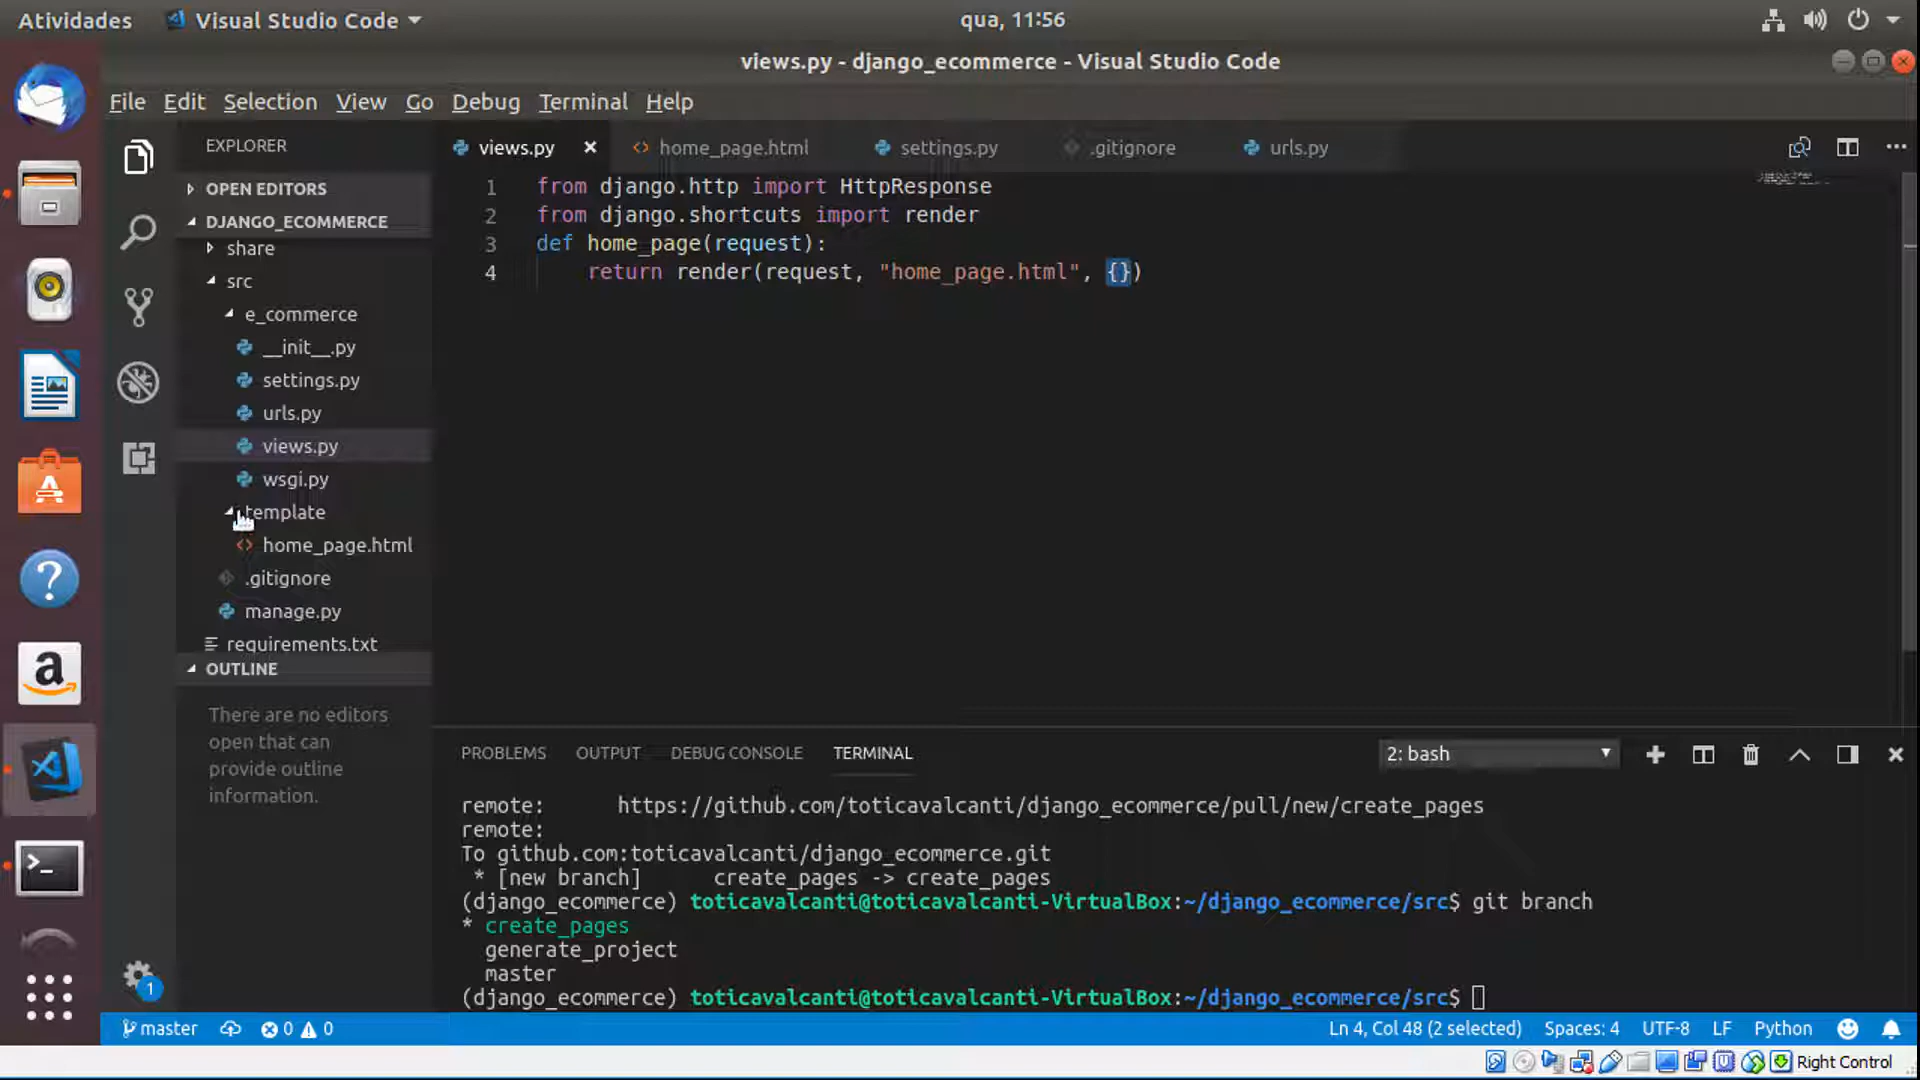 Atividades Visual Studio Code qua, 11:56
views.py - django_ecommerce - Visual Studio Code
File Edit Selection View Go Debug Terminal Help
EXPLORER
OPEN EDITORS
DJANGO_ECOMMERCE
share
src
e_commerce
__init__.py
settings.py
urls.py
views.py
wsgi.py
template
home_page.html
.gitignore
manage.py
requirements.txt
OUTLINE
There are no editors
open that can
provide outline
information.
views.py home_page.html settings.py .gitignore urls.py
1 from django.http import HttpResponse
2 from django.shortcuts import render
3 def home_page(request):
4 return render(request, "home_page.html", {})
PROBLEMS OUTPUT DEBUG CONSOLE TERMINAL 2: bash
remote: https://github.com/toticavalcanti/django_ecommerce/pull/new/create_pages
remote:
To github.com:toticavalcanti/django_ecommerce.git
* [new branch] create_pages -> create_pages
(django_ecommerce) toticavalcanti@toticavalcanti-VirtualBox:~/django_ecommerce/src$ git branch
* create_pages
generate_project
master
(django_ecommerce) toticavalcanti@toticavalcanti-VirtualBox:~/django_ecommerce/src$
1
master 0 0 Ln 4, Col 48 (2 selected) Spaces: 4 UTF-8 LF Python
Right Control